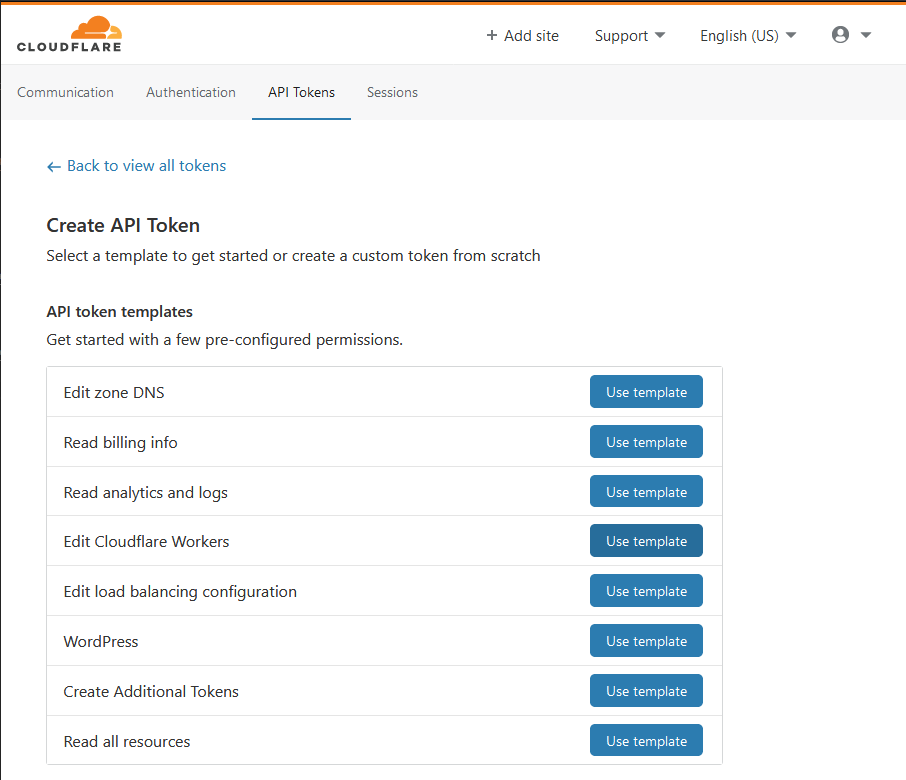 CLOUDFLARE
+ Add site Support English (US)
Communication Authentication API Tokens Sessions
← Back to view all tokens
Create API Token
Select a template to get started or create a custom token from scratch
API token templates
Get started with a few pre-configured permissions.
Edit zone DNS Use template
Read billing info Use template
Read analytics and logs Use template
Edit Cloudflare Workers Use template
Edit load balancing configuration Use template
WordPress Use template
Create Additional Tokens Use template
Read all resources Use template